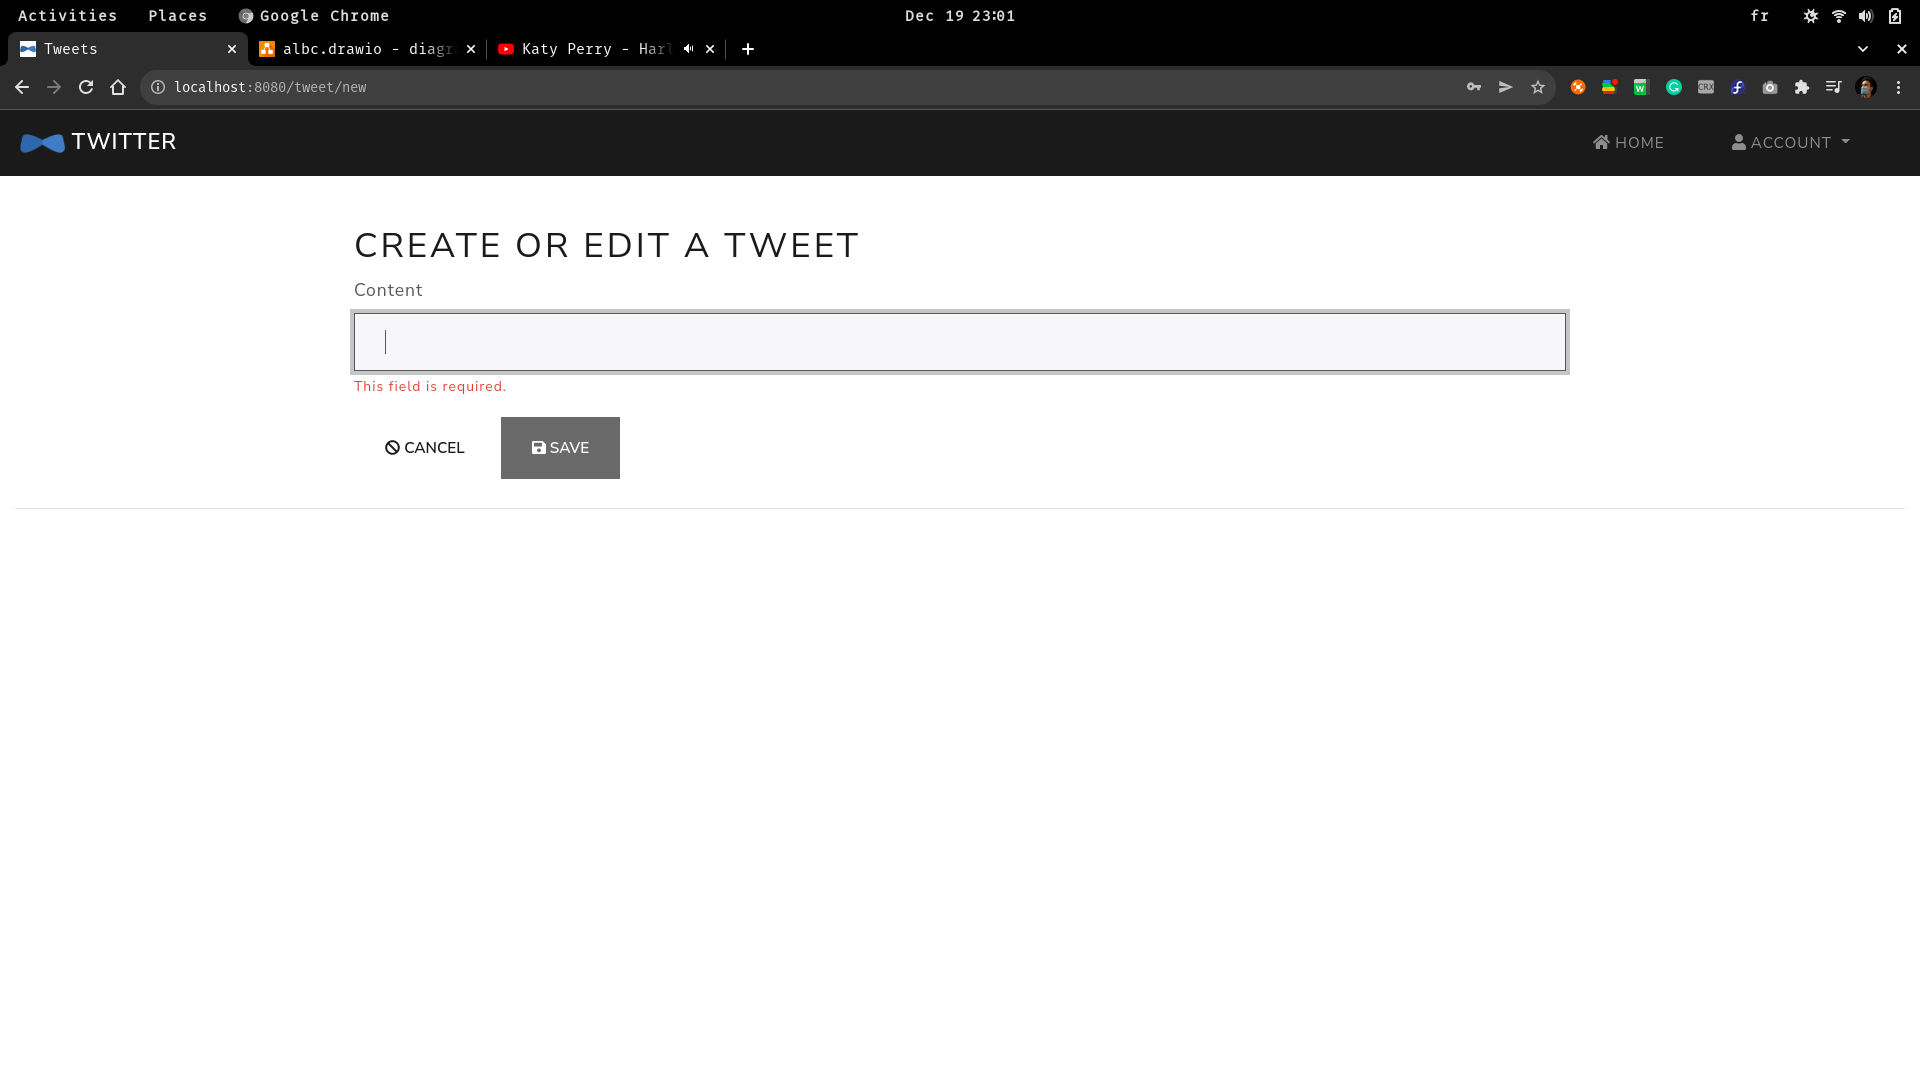 Activities Places Google Chrome Dec 19 23:01 fr
Tweets albc.drawio - diagr Katy Perry - Harl
localhost:8080/tweet/new
TWITTER HOME ACCOUNT
CREATE OR EDIT A TWEET
Content
This field is required.
CANCEL SAVE